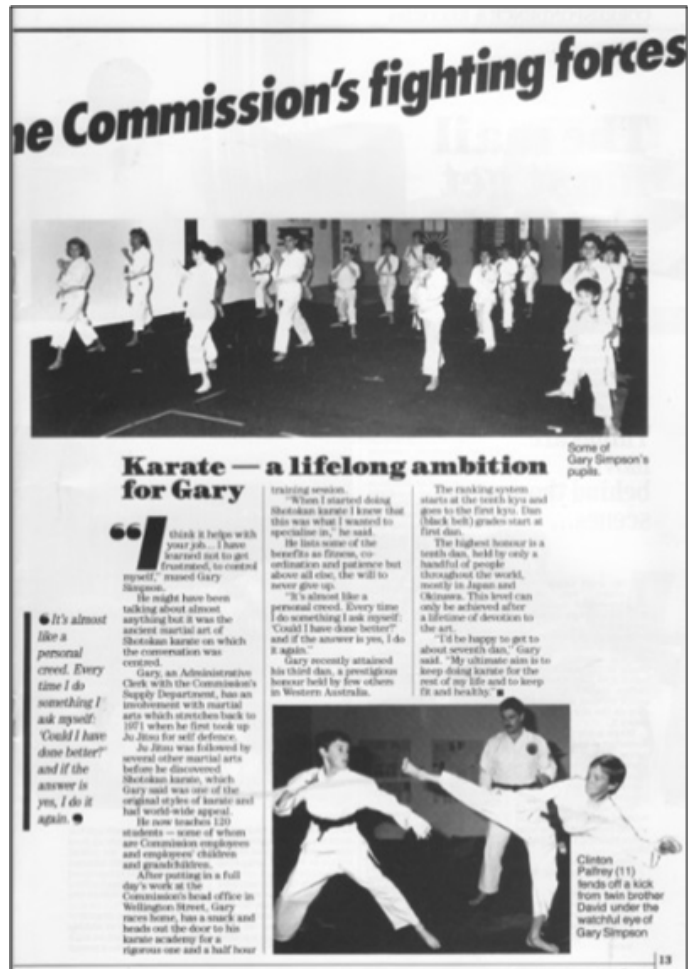 he Commission's fighting forces
Some of
Gary Simpson's
pupils.
Karate — a lifelong ambition
for Gary
“I think it helps with
your job... I have
learned not to get
frustrated, to control
myself,” mused Gary
Simpson.
He might have been
talking about almost
anything but it was the
ancient martial art of
Shotokan karate on which
the conversation was
centred.
Gary, an Administrative
Clerk with the Commission's
Supply Department, has an
involvement with martial
arts which stretches back to
1971 when he first took up
Ju Jitsu for self defence.
Ju Jitsu was followed by
several other martial arts
before he discovered
Shotokan karate, which
Gary said was one of the
original styles of karate and
had world-wide appeal.
He now teaches 120
students — some of whom
are Commission employees
and employees' children
and grandchildren.
After putting in a full
day's work at the
Commission's head office in
Wellington Street, Gary
races home, has a snack and
heads out the door to his
karate academy for a
rigorous one and a half hour
training session.
“When I started doing
Shotokan karate I knew that
this was what I wanted to
specialise in,” he said.
He lists some of the
benefits as fitness, co-
ordination and patience but
above all else, the will to
never give up.
“It's almost like a
personal creed. Every time
I do something I ask myself:
‘Could I have done better?’
and if the answer is yes, I do
it again.”
Gary recently attained
his third dan, a prestigious
honour held by few others
in Western Australia.
The ranking system
starts at the tenth kyu and
goes to the first kyu. Dan
(black belt) grades start at
first dan.
The highest honour is a
tenth dan, held by only a
handful of people
throughout the world,
mostly in Japan and
Okinawa. This level can
only be achieved after
a lifetime of devotion to
the art.
“I'd be happy to get to
about seventh dan,” Gary
said. “My ultimate aim is to
keep doing karate for the
rest of my life and to keep
fit and healthy.” ■
❝ It's almost
like a
personal
creed. Every
time I do
something I
ask myself:
‘Could I have
done better?’
and if the
answer is
yes, I do it
again. ❞
Clinton
Palfrey (11)
fends off a kick
from twin brother
David under the
watchful eye of
Gary Simpson
13